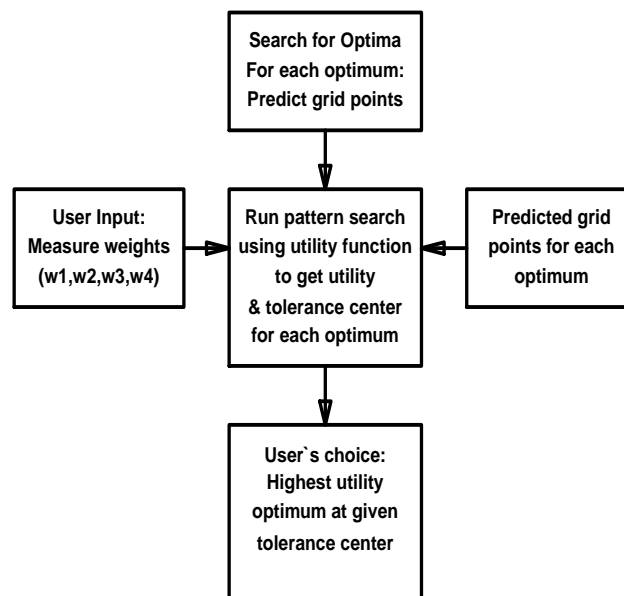 Search for Optima
For each optimum:
Predict grid points
User Input:
Measure weights
(w1,w2,w3,w4)
Run pattern search
using utility function
to get utility
& tolerance center
for each optimum
Predicted grid
points for each
optimum
User`s choice:
Highest utility
optimum at given
tolerance center